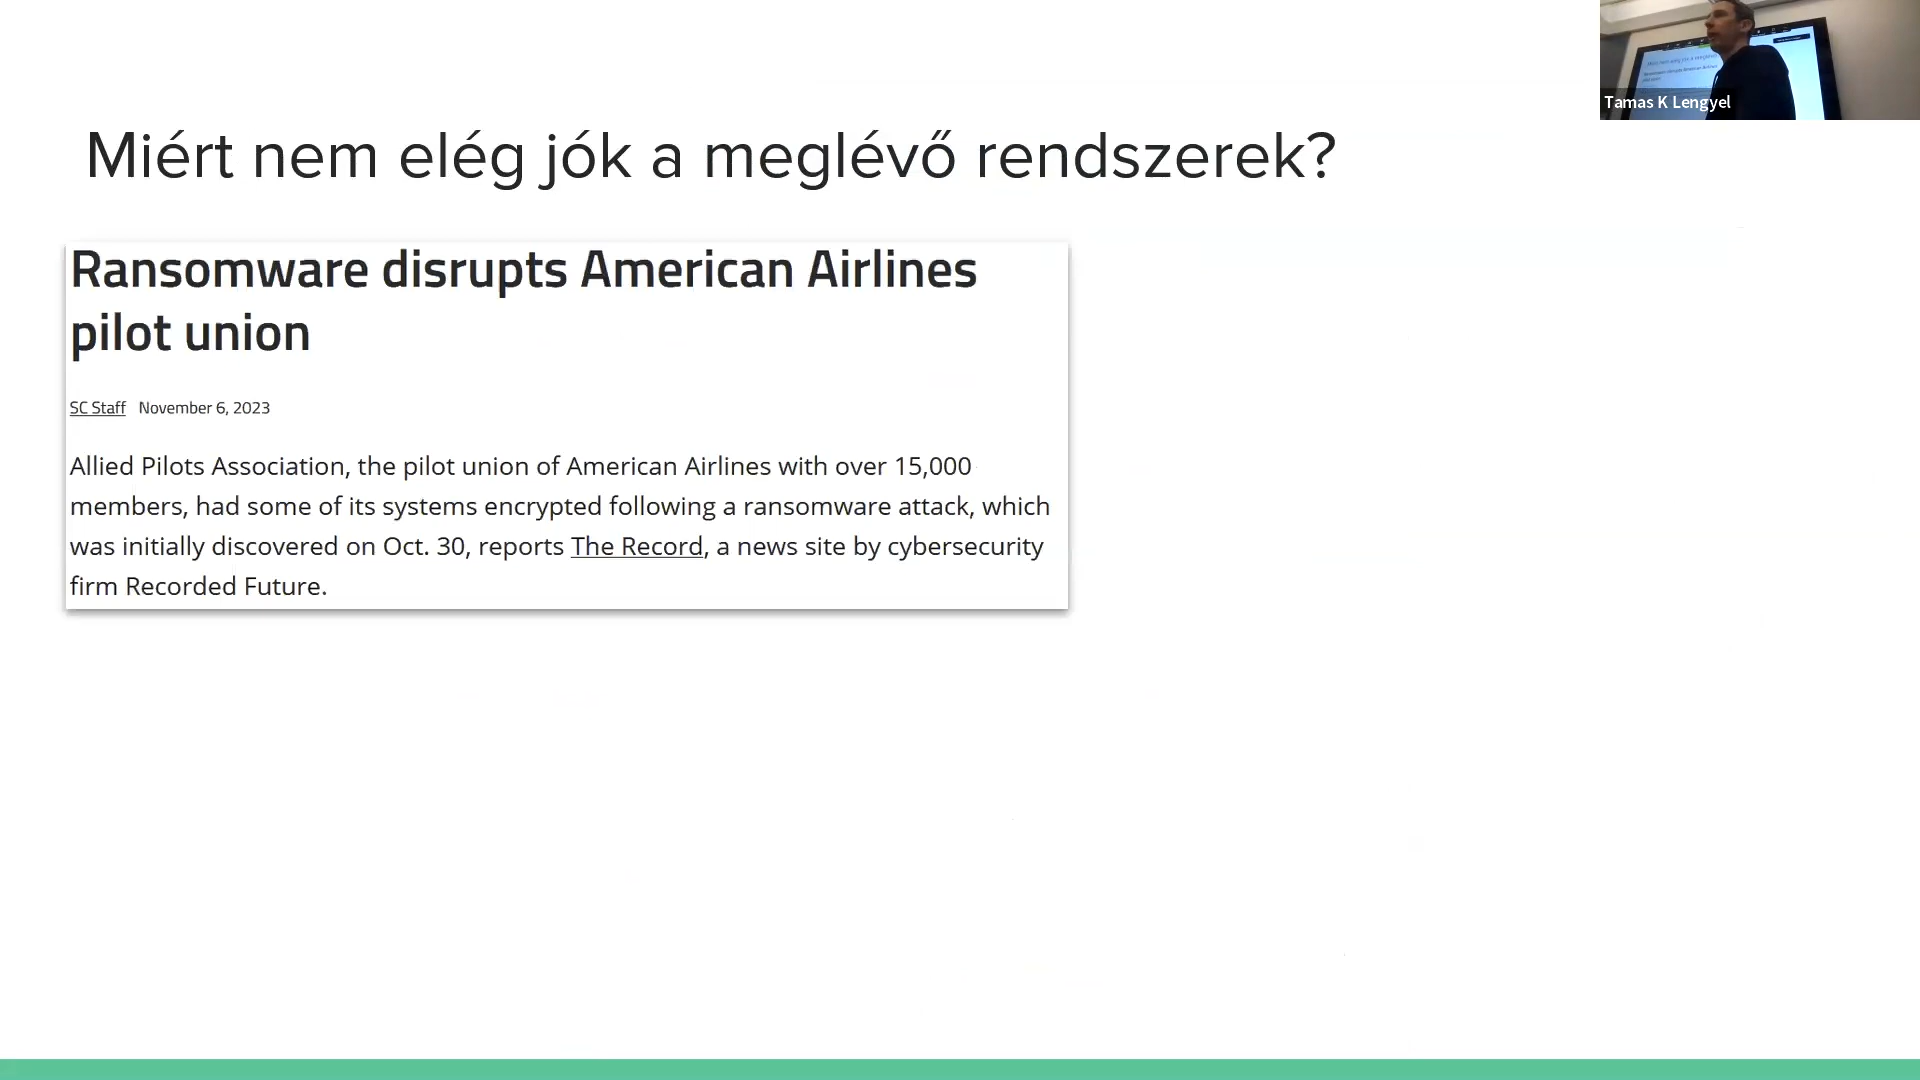 Miért nem elég jók a meglévő rendszerek?
Ransomware disrupts American Airlines
pilot union
SC Staff November 6, 2023
Allied Pilots Association, the pilot union of American Airlines with over 15,000
members, had some of its systems encrypted following a ransomware attack, which
was initially discovered on Oct. 30, reports The Record, a news site by cybersecurity
firm Recorded Future.
Tamas K Lengyel